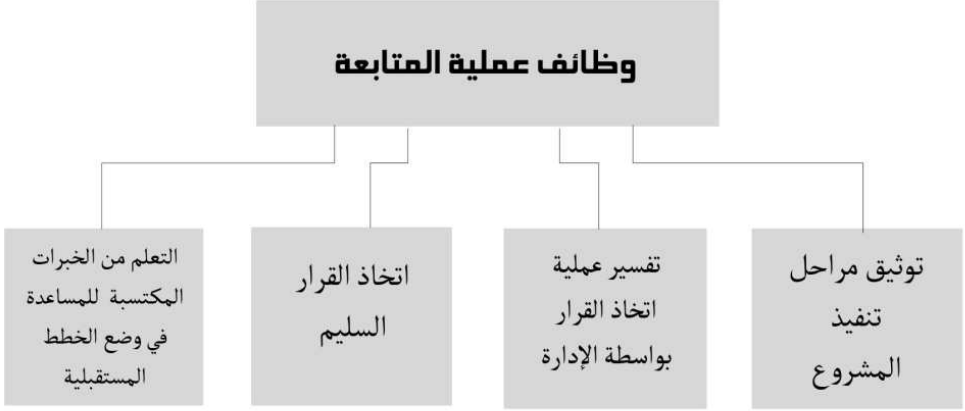 وظائف عملية المتابعة
توثيق مراحل
تنفيذ
المشروع
تفسير عملية
اتخاذ القرار
بواسطة الإدارة
اتخاذ القرار
السليم
التعلم من الخبرات
المكتسبة للمساعدة
في وضع الخطط
المستقبلية